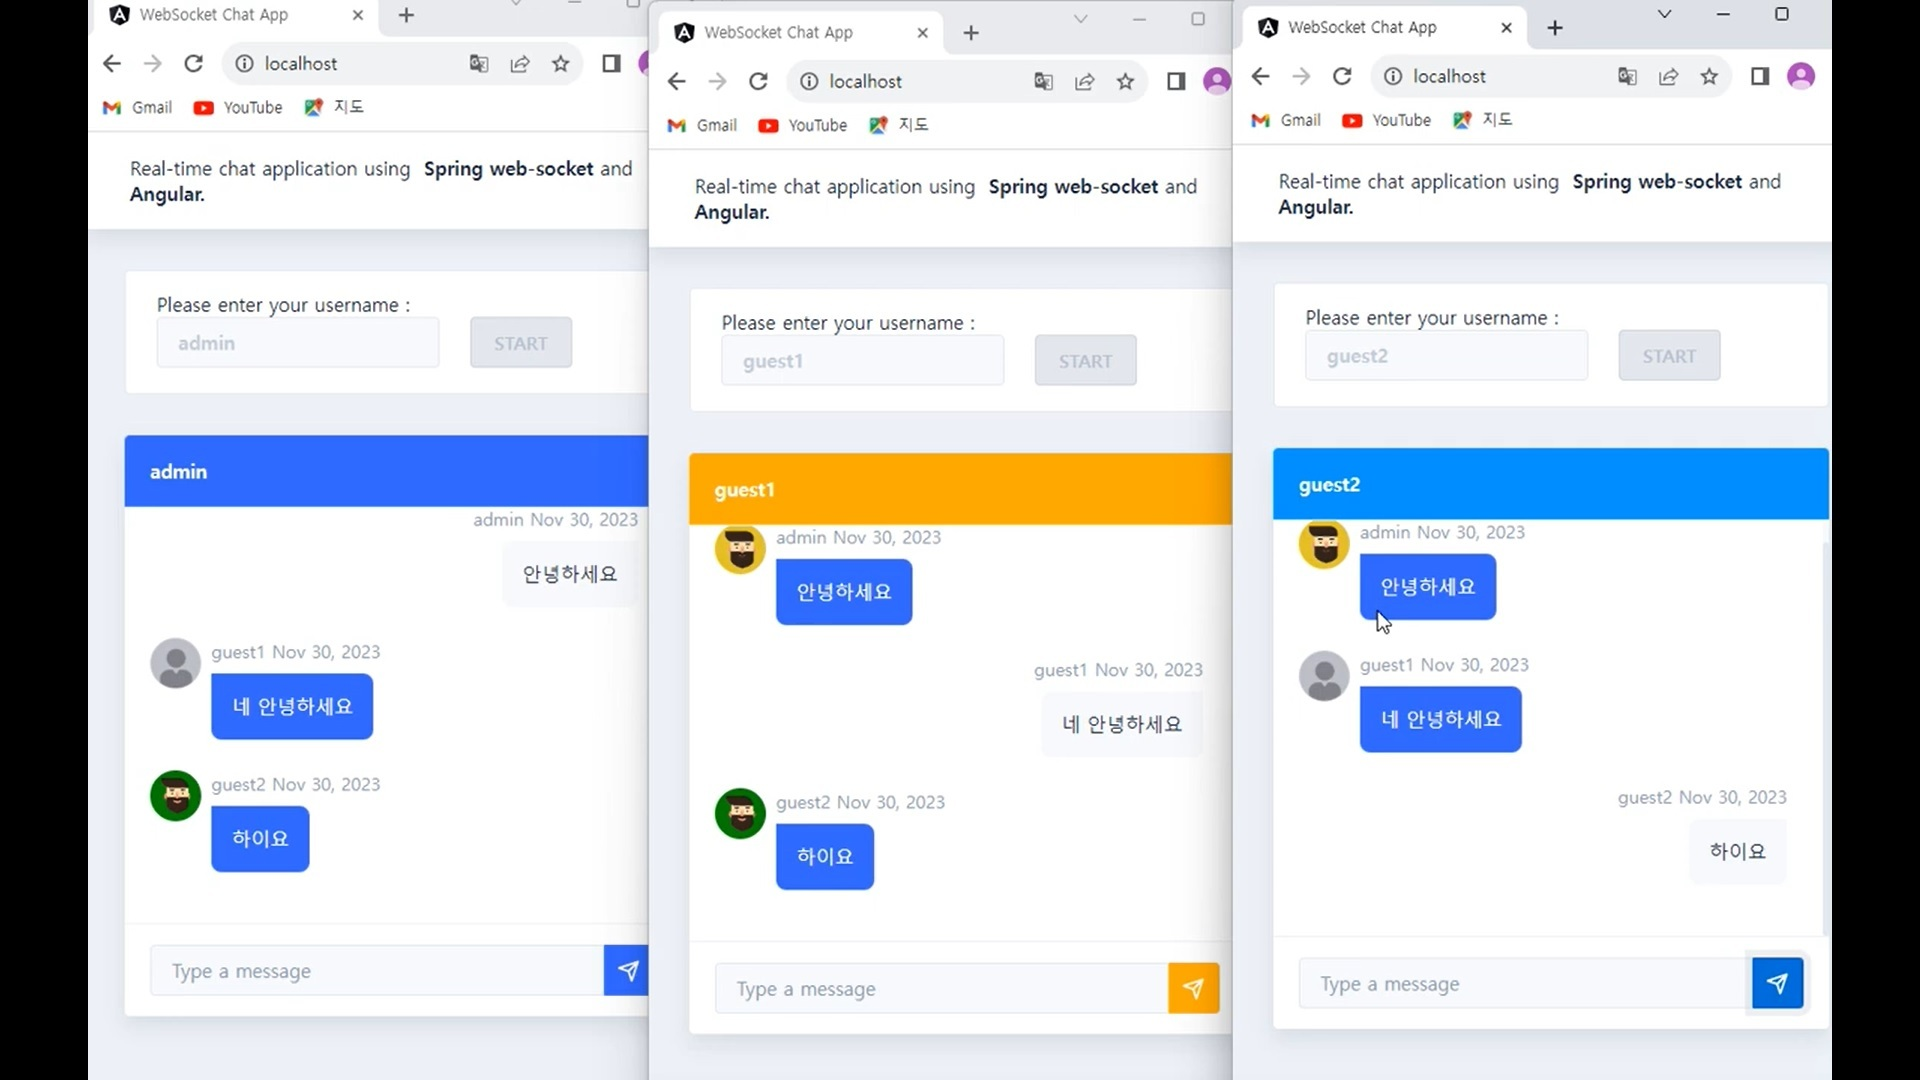 WebSocket Chat App
localhost
Gmail YouTube 지도
Real-time chat application using Spring web-socket and
Angular.
Please enter your username :
admin START
admin
admin Nov 30, 2023
안녕하세요
guest1 Nov 30, 2023
네 안녕하세요
guest2 Nov 30, 2023
하이요
Type a message
WebSocket Chat App
localhost
Gmail YouTube 지도
Real-time chat application using Spring web-socket and
Angular.
Please enter your username :
guest1 START
guest1
admin Nov 30, 2023
안녕하세요
guest1 Nov 30, 2023
네 안녕하세요
guest2 Nov 30, 2023
하이요
Type a message
WebSocket Chat App
localhost
Gmail YouTube 지도
Real-time chat application using Spring web-socket and
Angular.
Please enter your username :
guest2 START
guest2
admin Nov 30, 2023
안녕하세요
guest1 Nov 30, 2023
네 안녕하세요
guest2 Nov 30, 2023
하이요
Type a message